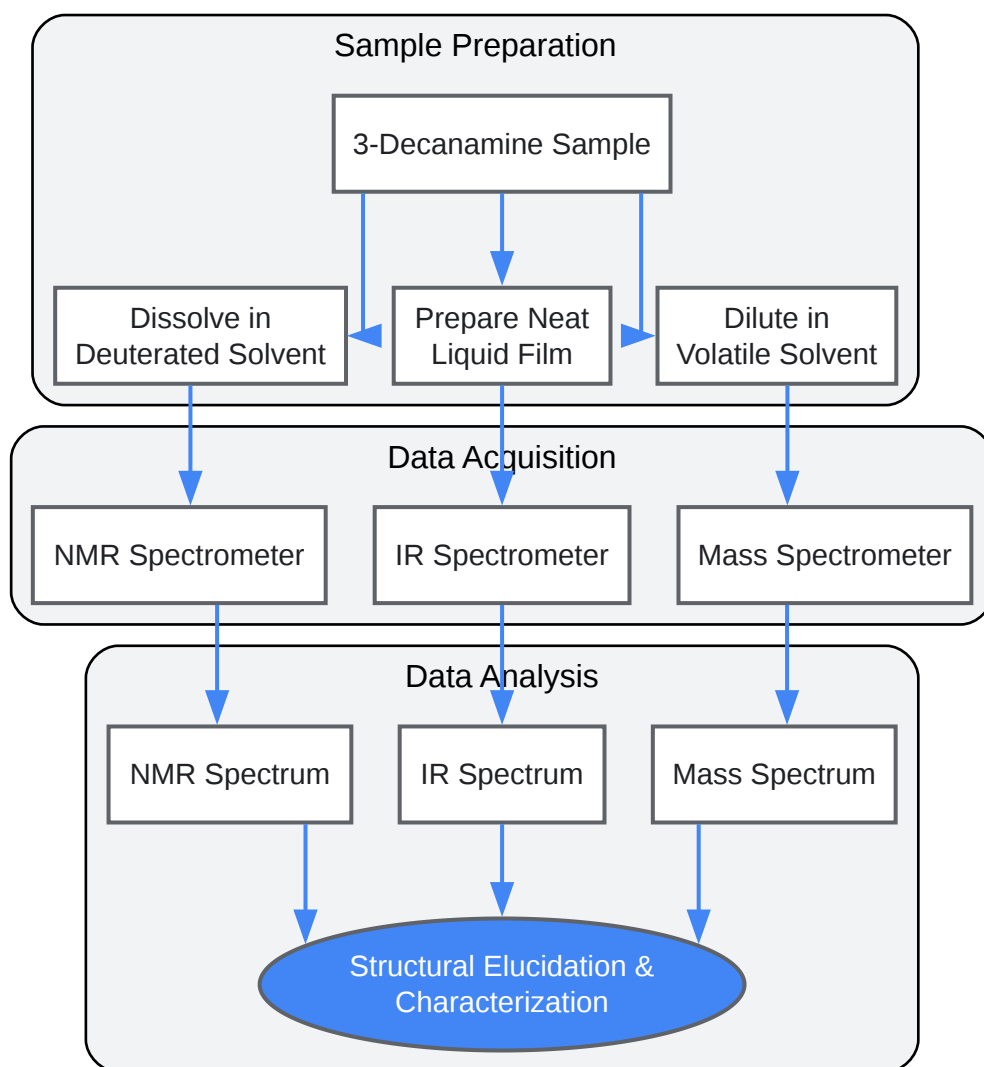 Sample Preparation
3-Decanamine Sample
Dissolve in
Deuterated Solvent
Prepare Neat
Liquid Film
Dilute in
Volatile Solvent
Data Acquisition
NMR Spectrometer
IR Spectrometer
Mass Spectrometer
Data Analysis
NMR Spectrum
IR Spectrum
Mass Spectrum
Structural Elucidation &
Characterization